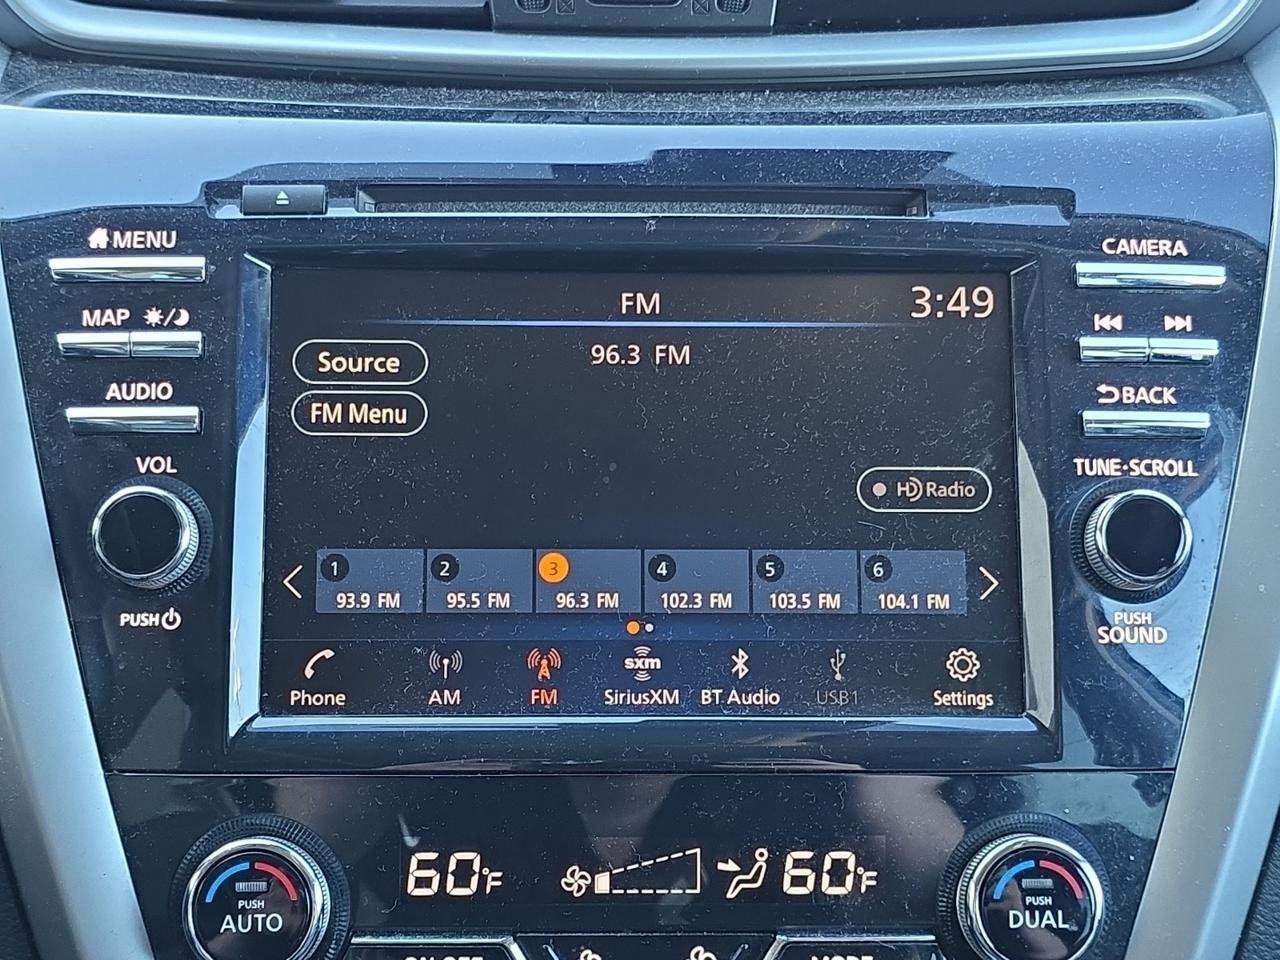 MENU
CAMERA
MAP
FM
3:49
96.3 FM
Source
FM Menu
AUDIO
BACK
VOL
TUNE·SCROLL
HD Radio
1
2
3
4
5
6
93.9 FM
95.5 FM
96.3 FM
102.3 FM
103.5 FM
104.1 FM
PUSH
PUSH
SOUND
sxm
Phone
AM
FM
SiriusXM
BT Audio
USB1
Settings
60°F
60°F
PUSH
AUTO
PUSH
DUAL
ON·OFF
MODE